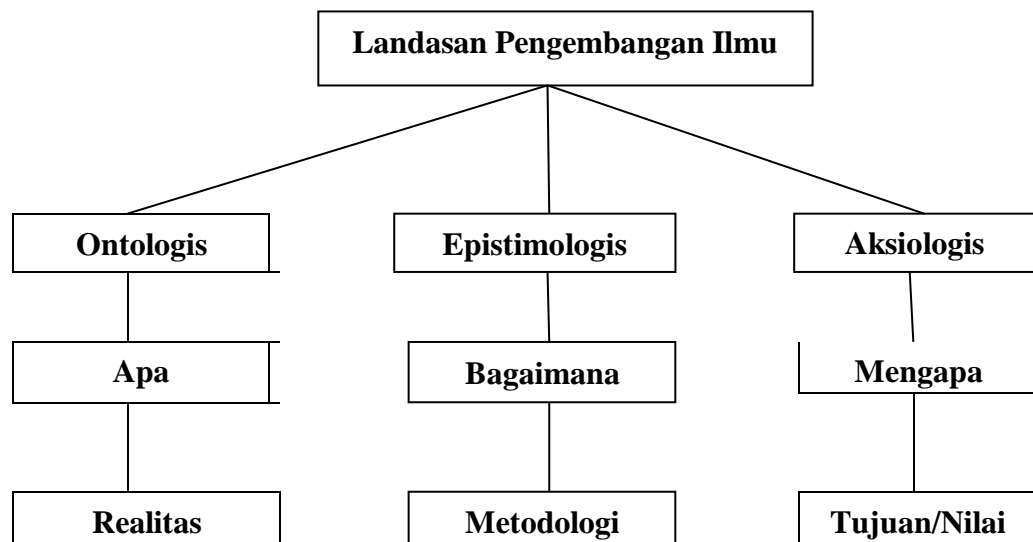 Landasan Pengembangan Ilmu
Ontologis
Epistimologis
Aksiologis
Apa
Bagaimana
Mengapa
Realitas
Metodologi
Tujuan/Nilai